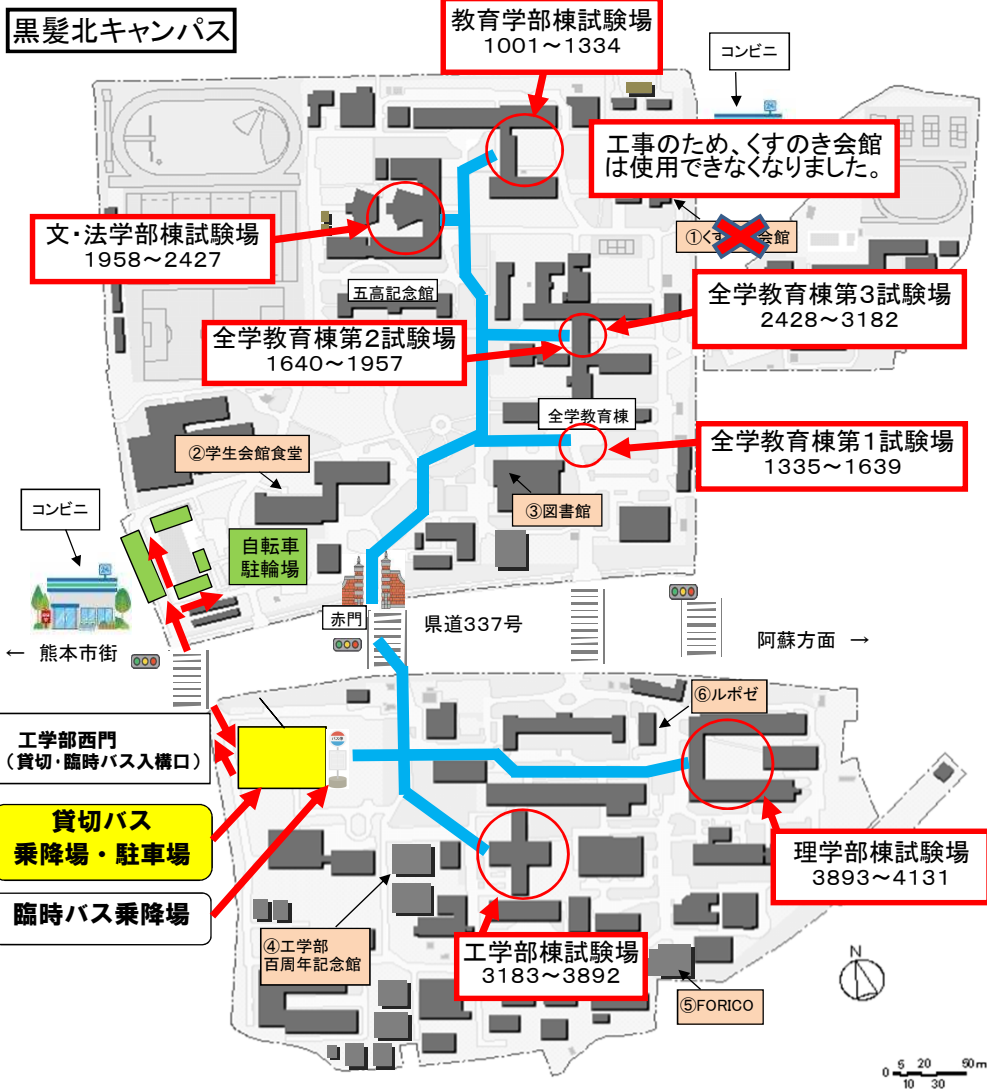 黒髪北キャンパス
教育学部棟試験場
1001～1334
コンビニ
工事のため、くすのき会館
は使用できなくなりました。
①くす
会館
文・法学部棟試験場
1958～2427
五高記念館
全学教育棟第3試験場
2428～3182
全学教育棟第2試験場
1640～1957
全学教育棟
全学教育棟第1試験場
1335～1639
②学生会館食堂
③図書館
コンビニ
自転車
駐輪場
赤門
県道337号
← 熊本市街
阿蘇方面 →
⑥ルポゼ
工学部西門
（貸切・臨時バス入構口）
貸切バス
乗降場・駐車場
臨時バス乗降場
理学部棟試験場
3893～4131
④工学部
百周年記念館
工学部棟試験場
3183～3892
⑤FORICO
N
0 5 20 50m
10 30